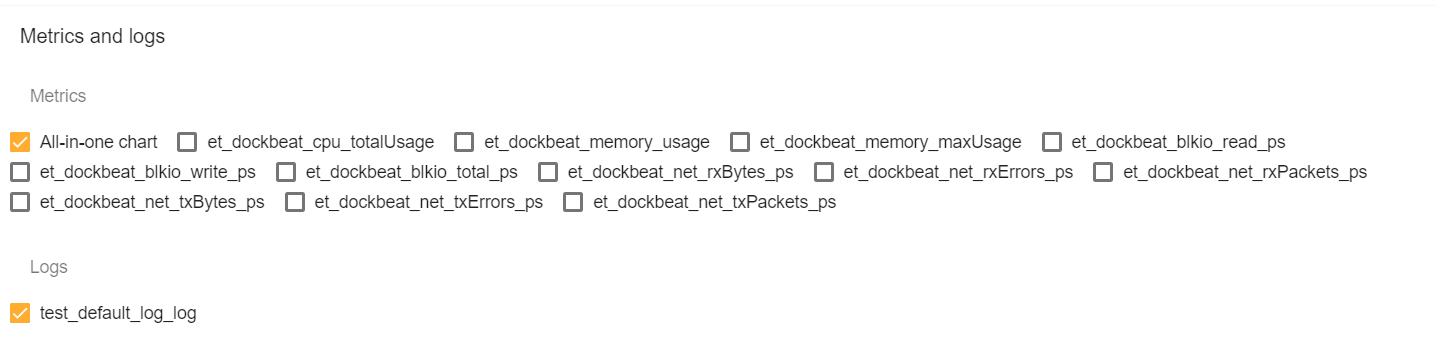 Metrics and logs
Metrics
All-in-one chart et_dockbeat_cpu_totalUsage et_dockbeat_memory_usage et_dockbeat_memory_maxUsage et_dockbeat_blkio_read_ps
et_dockbeat_blkio_write_ps et_dockbeat_blkio_total_ps et_dockbeat_net_rxBytes_ps et_dockbeat_net_rxErrors_ps et_dockbeat_net_rxPackets_ps
et_dockbeat_net_txBytes_ps et_dockbeat_net_txErrors_ps et_dockbeat_net_txPackets_ps
Logs
test_default_log_log